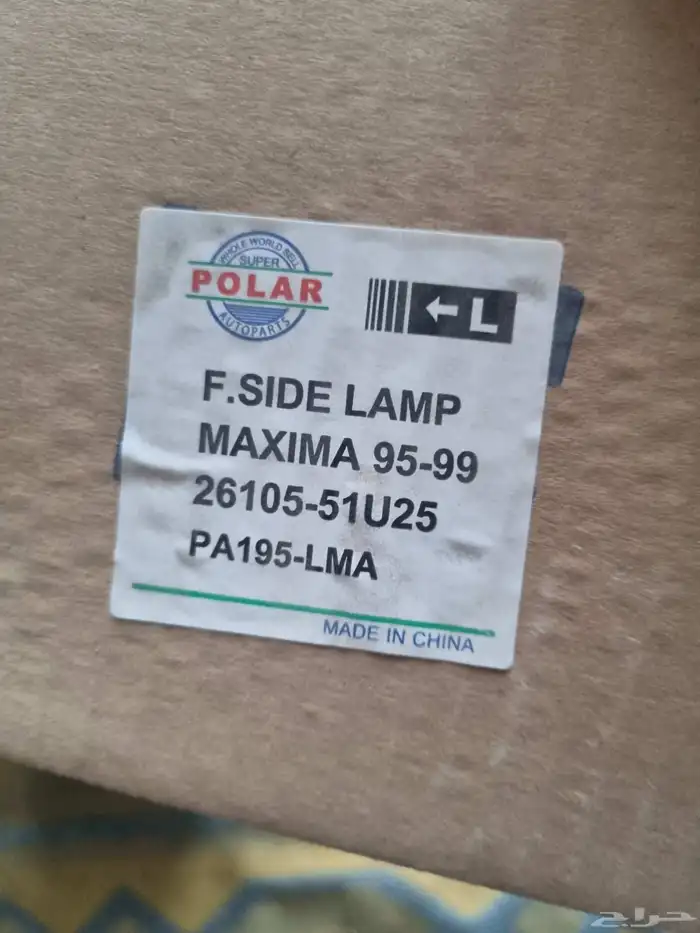 WHOLE WORLD SELL
SUPER
POLAR
AUTOPARTS
← L
F.SIDE LAMP
MAXIMA 95-99
26105-51U25
PA195-LMA
MADE IN CHINA
حراج